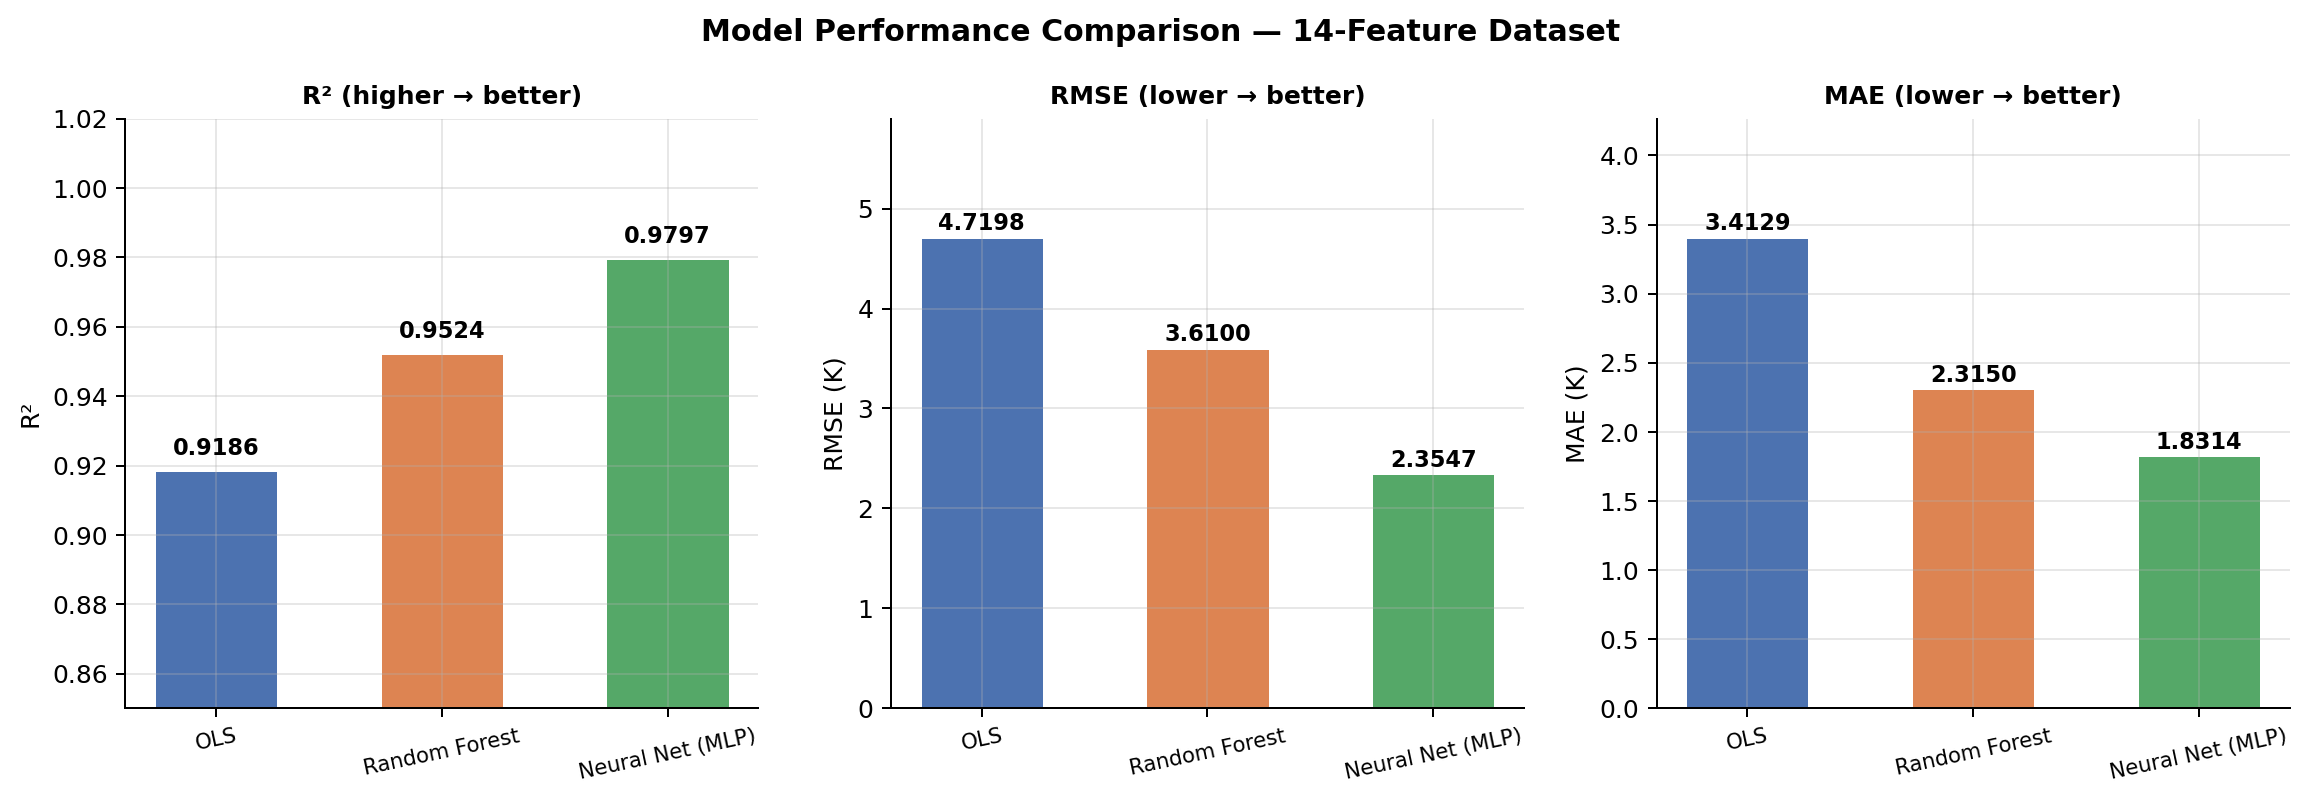 Model Performance Comparison — 14-Feature Dataset
R² (higher → better)
R²
1.02
1.00
0.98
0.96
0.94
0.92
0.90
0.88
0.86
0.9186
0.9524
0.9797
OLS
Random Forest
Neural Net (MLP)
RMSE (lower → better)
RMSE (K)
5
4
3
2
1
0
4.7198
3.6100
2.3547
OLS
Random Forest
Neural Net (MLP)
MAE (lower → better)
MAE (K)
4.0
3.5
3.0
2.5
2.0
1.5
1.0
0.5
0.0
3.4129
2.3150
1.8314
OLS
Random Forest
Neural Net (MLP)